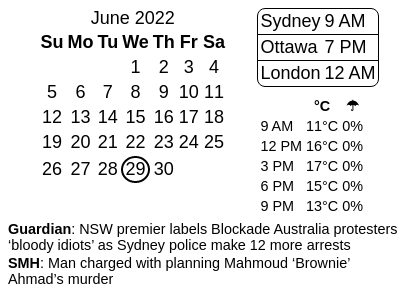 June 2022
Su Mo Tu We Th Fr Sa
1 2 3 4
5 6 7 8 9 10 11
12 13 14 15 16 17 18
19 20 21 22 23 24 25
26 27 28 29 30
Sydney 9 AM
Ottawa 7 PM
London 12 AM
°C ☂
9 AM 11°C 0%
12 PM 16°C 0%
3 PM 17°C 0%
6 PM 15°C 0%
9 PM 13°C 0%
Guardian: NSW premier labels Blockade Australia protesters
‘bloody idiots’ as Sydney police make 12 more arrests
SMH: Man charged with planning Mahmoud ‘Brownie’
Ahmad’s murder